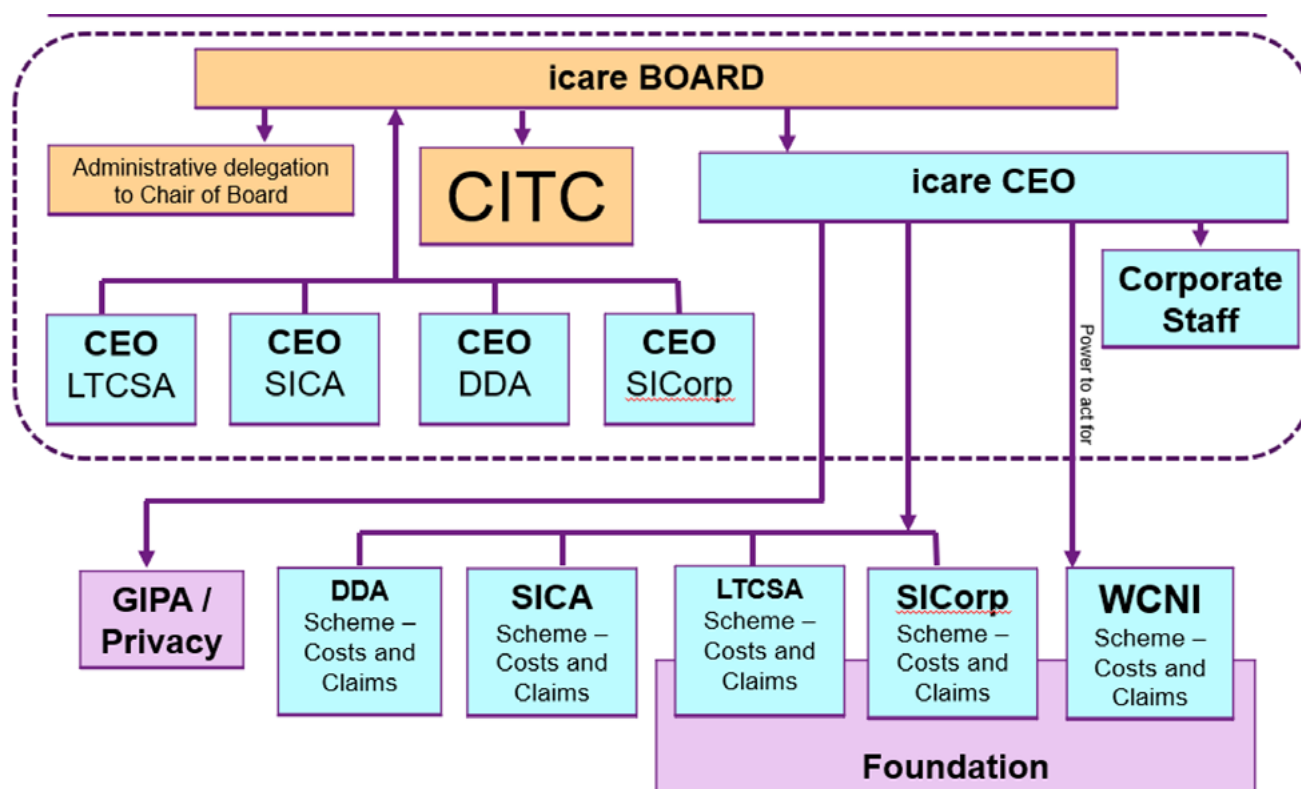 icare BOARD
Administrative delegation
to Chair of Board
CITC
icare CEO
Corporate
Staff
CEO
LTCSA
CEO
SICA
CEO
DDA
CEO
SICorp
Power to act for
GIPA /
Privacy
DDA
Scheme –
Costs and
Claims
SICA
Scheme –
Costs and
Claims
LTCSA
Scheme –
Costs and
Claims
SICorp
Scheme –
Costs and
Claims
WCNI
Scheme –
Costs and
Claims
Foundation